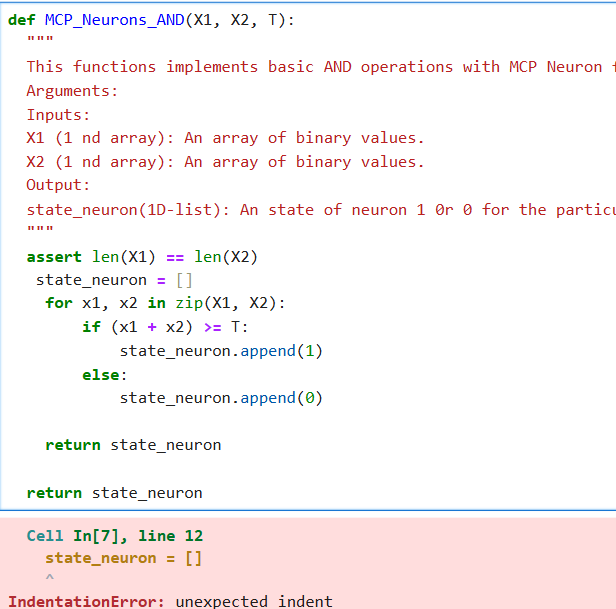 def MCP_Neurons_AND(X1, X2, T):
"""
This functions implements basic AND operations with MCP Neuron
Arguments:
Inputs:
X1 (1 nd array): An array of binary values.
X2 (1 nd array): An array of binary values.
Output:
state_neuron(1D-list): An state of neuron 1 0r 0 for the
"""
assert len(X1) == len(X2)
state_neuron = []
for x1, x2 in zip(X1, X2):
if (x1 + x2) >= T:
state_neuron.append(1)
else:
state_neuron.append(0)
return state_neuron
return state_neuron
Cell In[7], line 12
state_neuron = []
^
IndentationError: unexpected indent